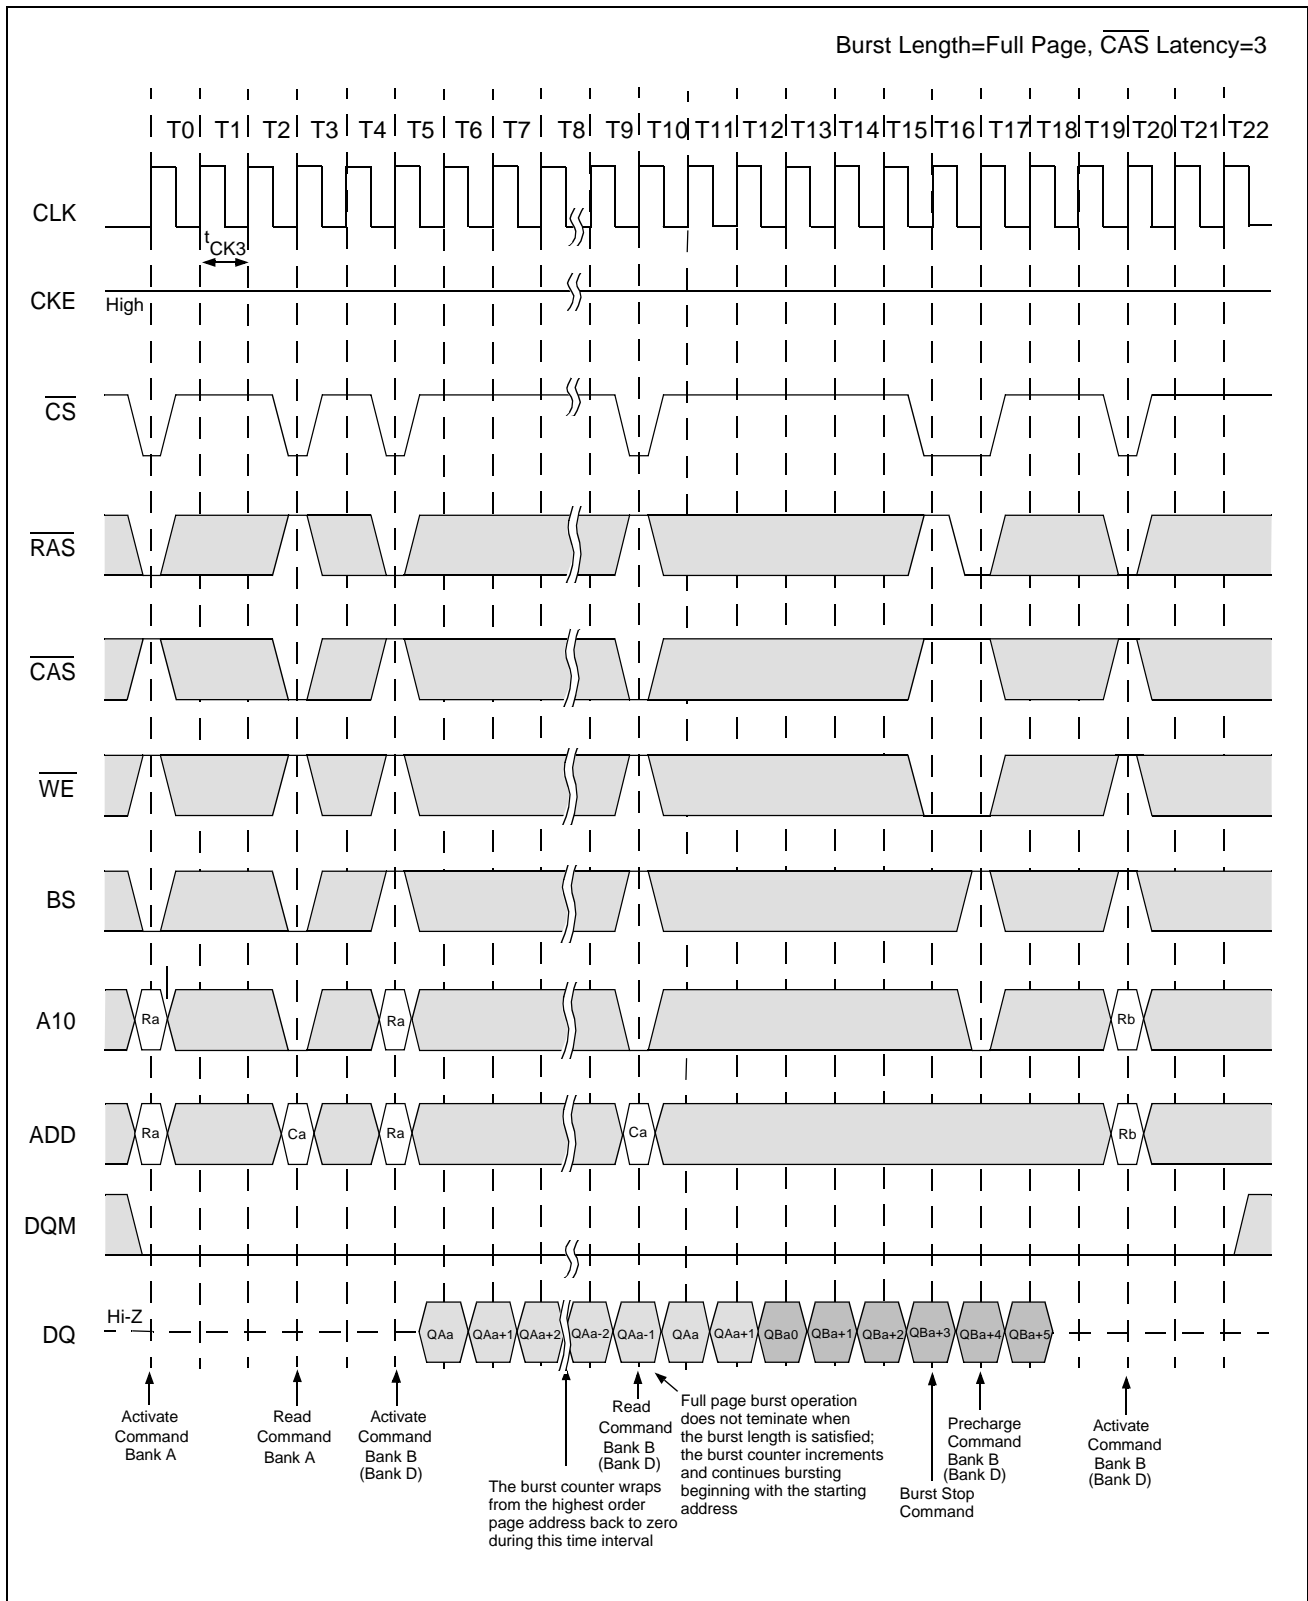 Burst Length=Full Page, CAS Latency=3
T0 T1 T2 T3 T4 T5 T6 T7 T8 T9 T10 T11 T12 T13 T14 T15 T16 T17 T18 T19 T20 T21 T22
CLK
tCK3
CKE
High
CS
RAS
CAS
WE
BS
A10
Ra
Ra
Rb
ADD
Ra
Ca
Ra
Ca
Rb
DQM
DQ
Hi-Z
QAa
QAa+1
QAa+2
QAa-2
QAa-1
QAa
QAa+1
QBa0
QBa+1
QBa+2
QBa+3
QBa+4
QBa+5
Activate
Command
Bank A
Read
Command
Bank A
Activate
Command
Bank B
(Bank D)
The burst counter wraps
from the highest order
page address back to zero
during this time interval
Read
Command
Bank B
(Bank D)
Full page burst operation
does not teminate when
the burst length is satisfied;
the burst counter increments
and continues bursting
beginning with the starting
address
Burst Stop
Command
Precharge
Command
Bank B
(Bank D)
Activate
Command
Bank B
(Bank D)